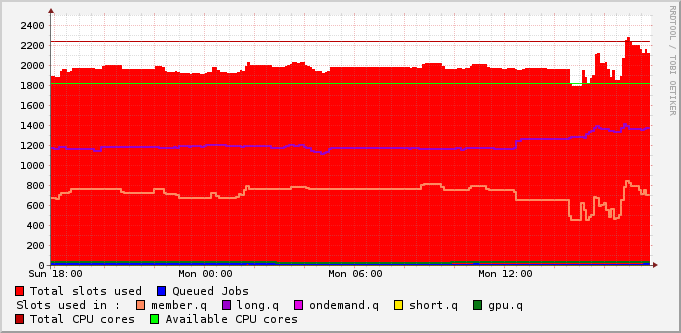 RRDTOOL / TOBI OETIKER
2400
2200
2000
1800
1600
1400
1200
1000
800
600
400
200
0
Sun 18:00 Mon 00:00 Mon 06:00 Mon 12:00
Total slots used Queued Jobs
Slots used in : member.q long.q ondemand.q short.q gpu.q
Total CPU cores Available CPU cores